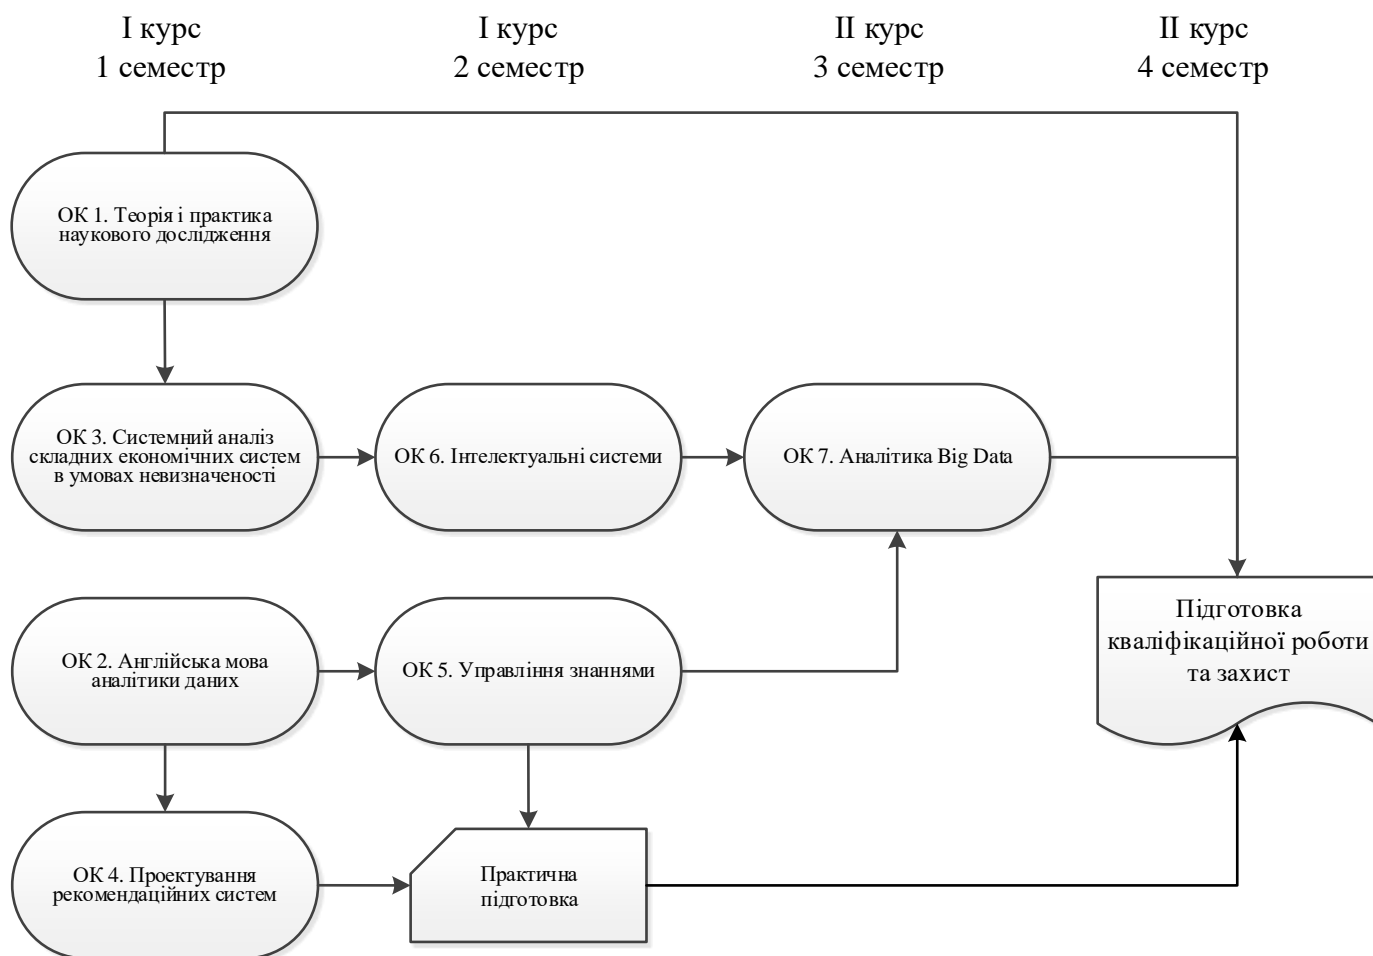 І курс
1 семестр
І курс
2 семестр
ІІ курс
3 семестр
ІІ курс
4 семестр
ОК 1. Теорія і практика
наукового дослідження
ОК 3. Системний аналіз
складних економічних систем
в умовах невизначеності
ОК 6. Інтелектуальні системи
ОК 7. Аналітика Big Data
ОК 2. Англійська мова
аналітики даних
ОК 5. Управління знаннями
Підготовка
кваліфікаційної роботи
та захист
ОК 4. Проектування
рекомендаційних систем
Практична
підготовка